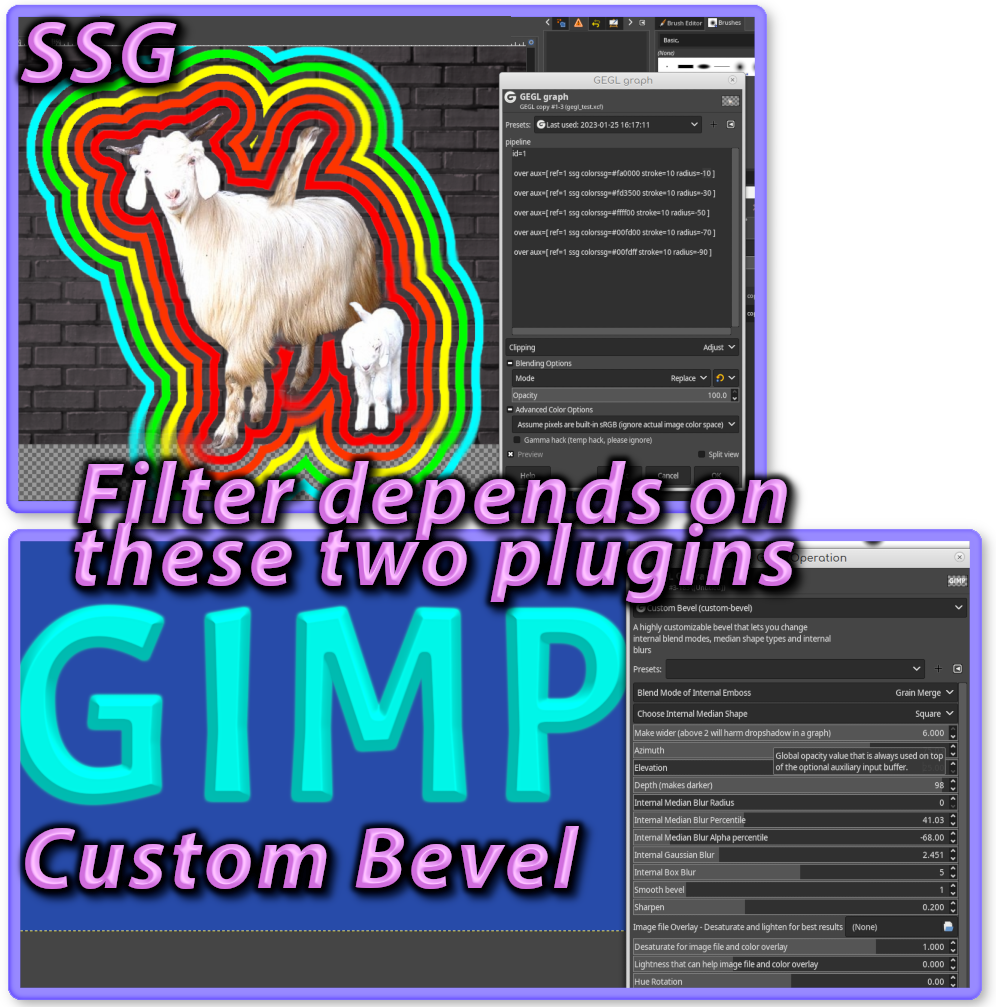 SSG
Brush Editor
Brushes
Basic.
(None)
GEGL graph
GEGL graph
GEGL copy #1-3 (gegl_test.xcf)
Presets: Last used: 2023-01-25 16:17:11
pipeline
id=1
over aux=[ ref=1 ssg colorssg=#fa0000 stroke=10 radius=-10 ]
over aux=[ ref=1 ssg colorssg=#fd3500 stroke=10 radius=-30 ]
over aux=[ ref=1 ssg colorssg=#ffff00 stroke=10 radius=-50 ]
over aux=[ ref=1 ssg colorssg=#00fd00 stroke=10 radius=-70 ]
over aux=[ ref=1 ssg colorssg=#00fdff stroke=10 radius=-90 ]
Clipping Adjust
Blending Options
Mode Replace
Opacity 100.0
Advanced Color Options
Assume pixels are built-in sRGB (ignore actual image color space)
Gamma hack (temp hack, please ignore)
Preview Split view
Help Cancel OK
Filter depends on
these two plugins
Operation
GIMP
Custom Bevel (custom-bevel)
A highly customizable bevel that lets you change
internal blend modes, median shape types and internal
blurs
Presets:
Blend Mode of Internal Emboss Grain Merge
Choose Internal Median Shape Square
Make wider (above 2 will harm dropshadow in a graph) 6.000
Azimuth
Global opacity value that is always used on top
of the optional auxiliary input buffer.
Elevation
Depth (makes darker) 98
Internal Median Blur Radius 0
Internal Median Blur Percentile 41.03
Internal Median Blur Alpha percentile -68.00
Internal Gaussian Blur 2.451
Internal Box Blur 5
Smooth bevel 1
Sharpen 0.200
Image file Overlay - Desaturate and lighten for best results (None)
Desaturate for image file and color overlay 1.000
Lightness that can help image file and color overlay 0.000
Hue Rotation 0.00
GIMP
Custom Bevel